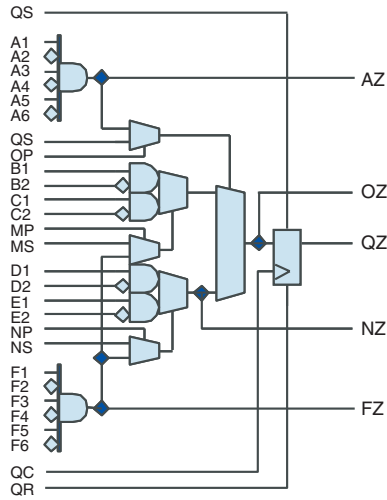 QS
A1
A2
A3
A4
A5
A6
AZ
QS
OP
B1
B2
C1
C2
MP
MS
OZ
QZ
D1
D2
E1
E2
NP
NS
NZ
F1
F2
F3
F4
F5
F6
FZ
QC
QR